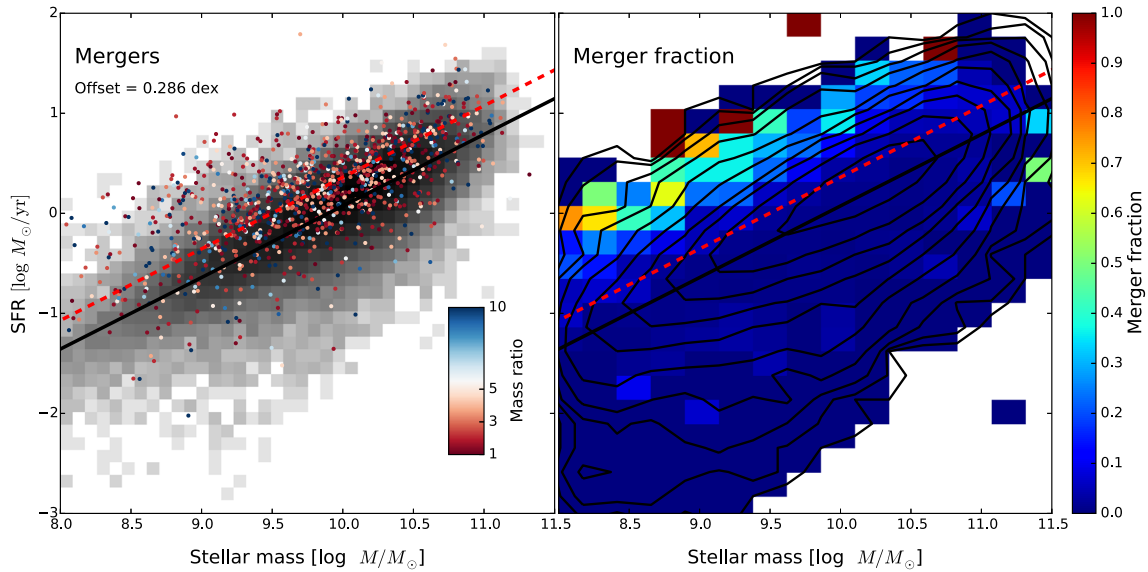 Mergers
Offset = 0.286 dex
SFR [log M⊙/yr]
2
1
0
−1
−2
−3
8.0 8.5 9.0 9.5 10.0 10.5 11.0 11.5
Stellar mass [log M/M⊙]
10
5
3
1
Mass ratio
Merger fraction
8.5 9.0 9.5 10.0 10.5 11.0 11.5
Stellar mass [log M/M⊙]
1.0
0.9
0.8
0.7
0.6
0.5
0.4
0.3
0.2
0.1
0.0
Merger fraction